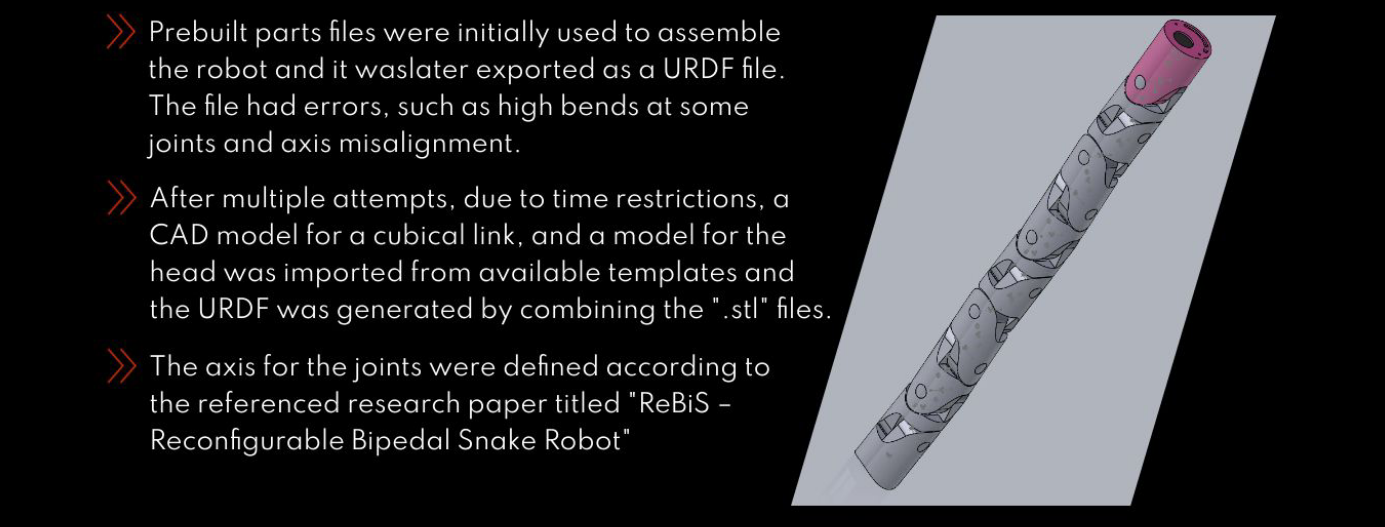 Prebuilt parts files were initially used to assemble
the robot and it waslater exported as a URDF file.
The file had errors, such as high bends at some
joints and axis misalignment.
After multiple attempts, due to time restrictions, a
CAD model for a cubical link, and a model for the
head was imported from available templates and
the URDF was generated by combining the ".stl" files.
The axis for the joints were defined according to
the referenced research paper titled "ReBiS –
Reconfigurable Bipedal Snake Robot"